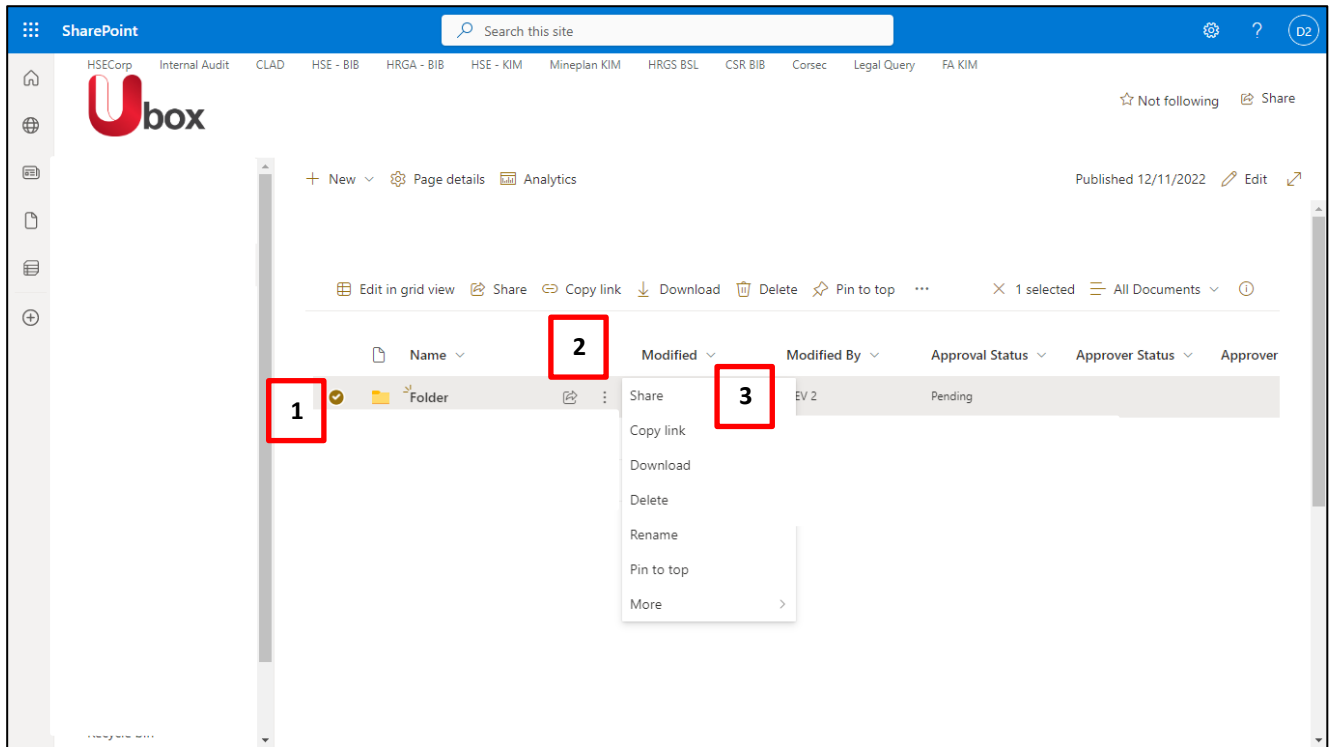 SharePoint Search this site ? D2
HSECorp Internal Audit CLAD HSE - BIB HRGA - BIB HSE - KIM Mineplan KIM HRGS BSL CSR BIB Corsec Legal Query FA KIM
Ubox
Not following Share
+ New Page details Analytics Published 12/11/2022 Edit
Edit in grid view Share Copy link Download Delete Pin to top ... 1 selected All Documents
2
Name Modified Modified By Approval Status Approver Status Approver
1
Folder
Share
3
EV 2 Pending
Copy link
Download
Delete
Rename
Pin to top
More